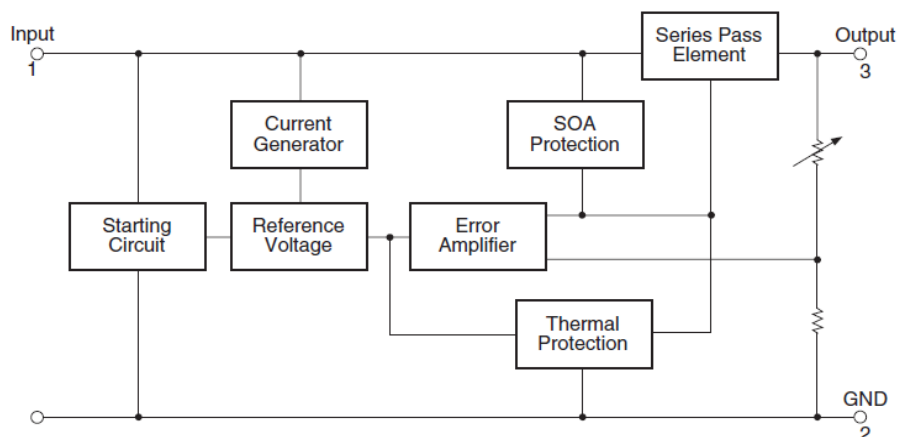 Input
1
Series Pass
Element
Output
3
Current
Generator
SOA
Protection
Starting
Circuit
Reference
Voltage
Error
Amplifier
Thermal
Protection
GND
2